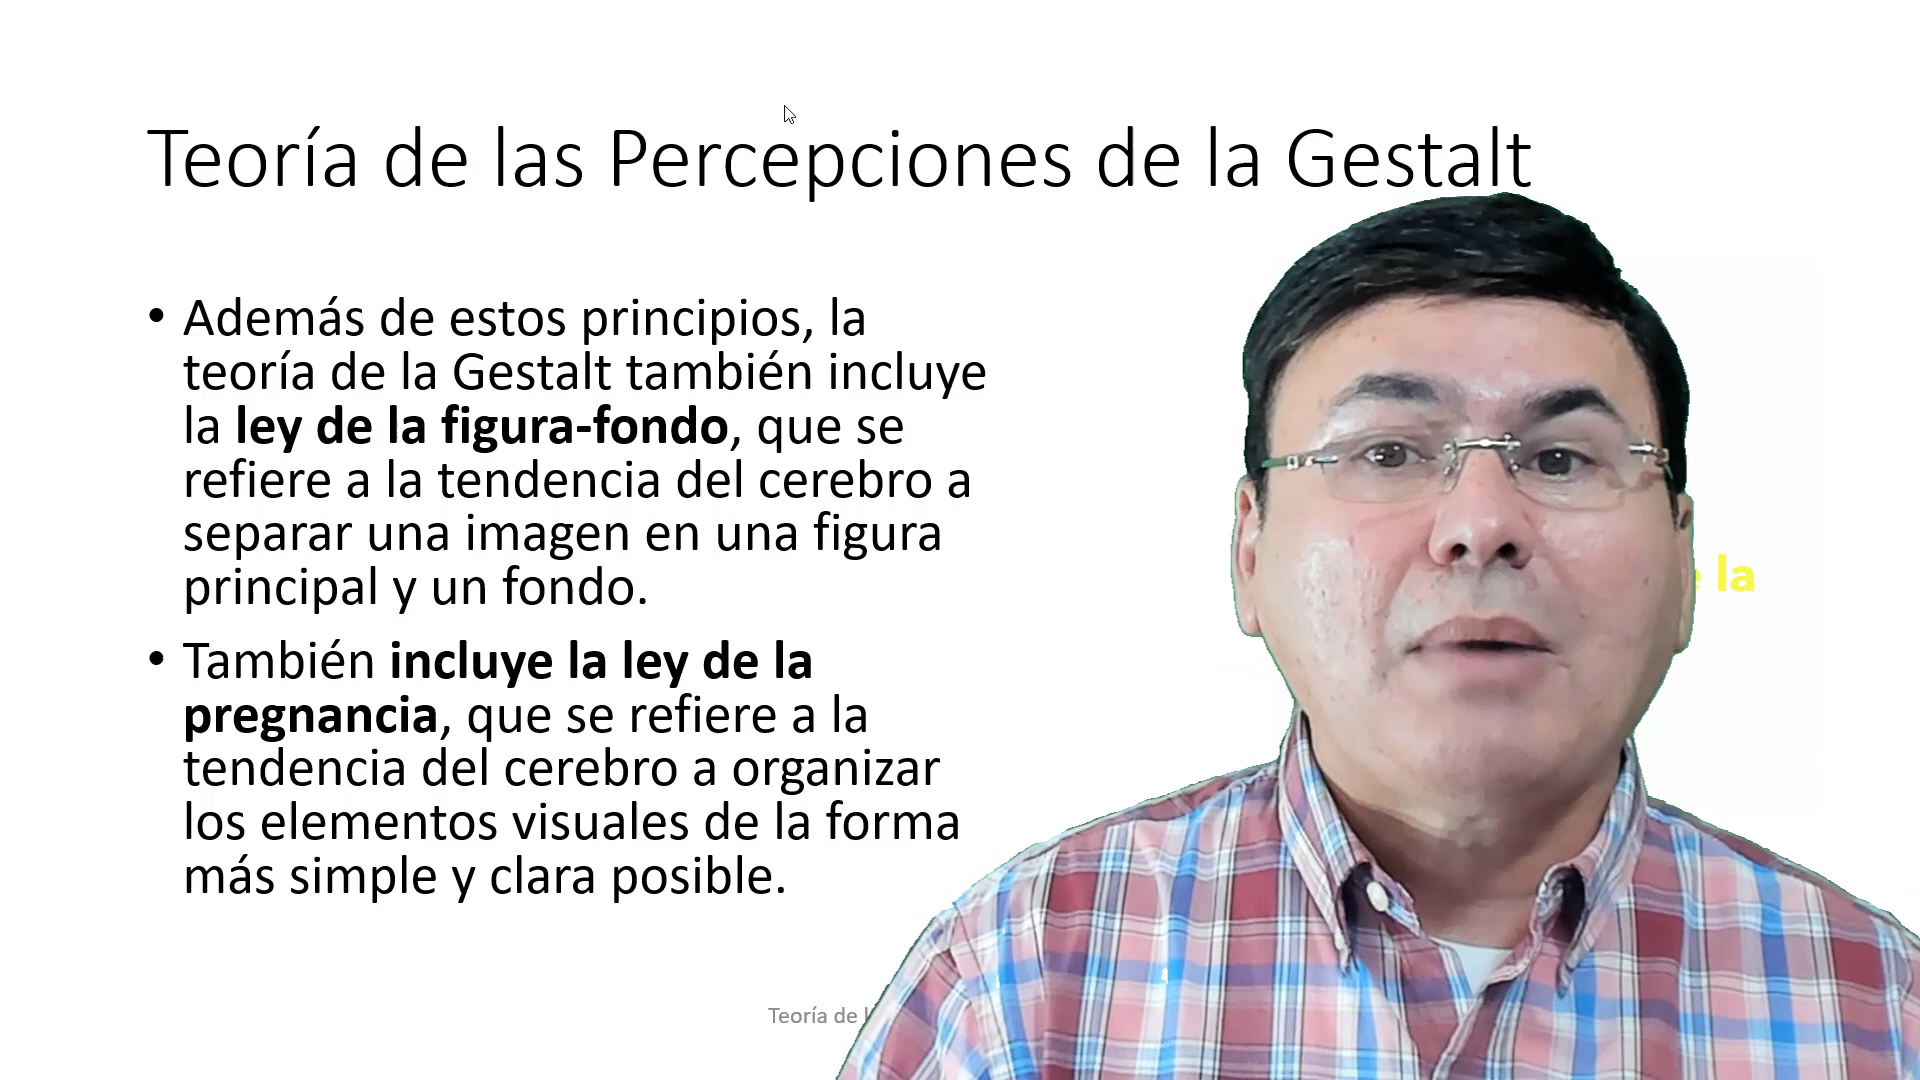 Teoría de las Percepciones de la Gestalt
• Además de estos principios, la
teoría de la Gestalt también incluye
la ley de la figura-fondo, que se
refiere a la tendencia del cerebro a
separar una imagen en una figura
principal y un fondo.
• También incluye la ley de la
pregnancia, que se refiere a la
tendencia del cerebro a organizar
los elementos visuales de la forma
más simple y clara posible.
la
Teoría de